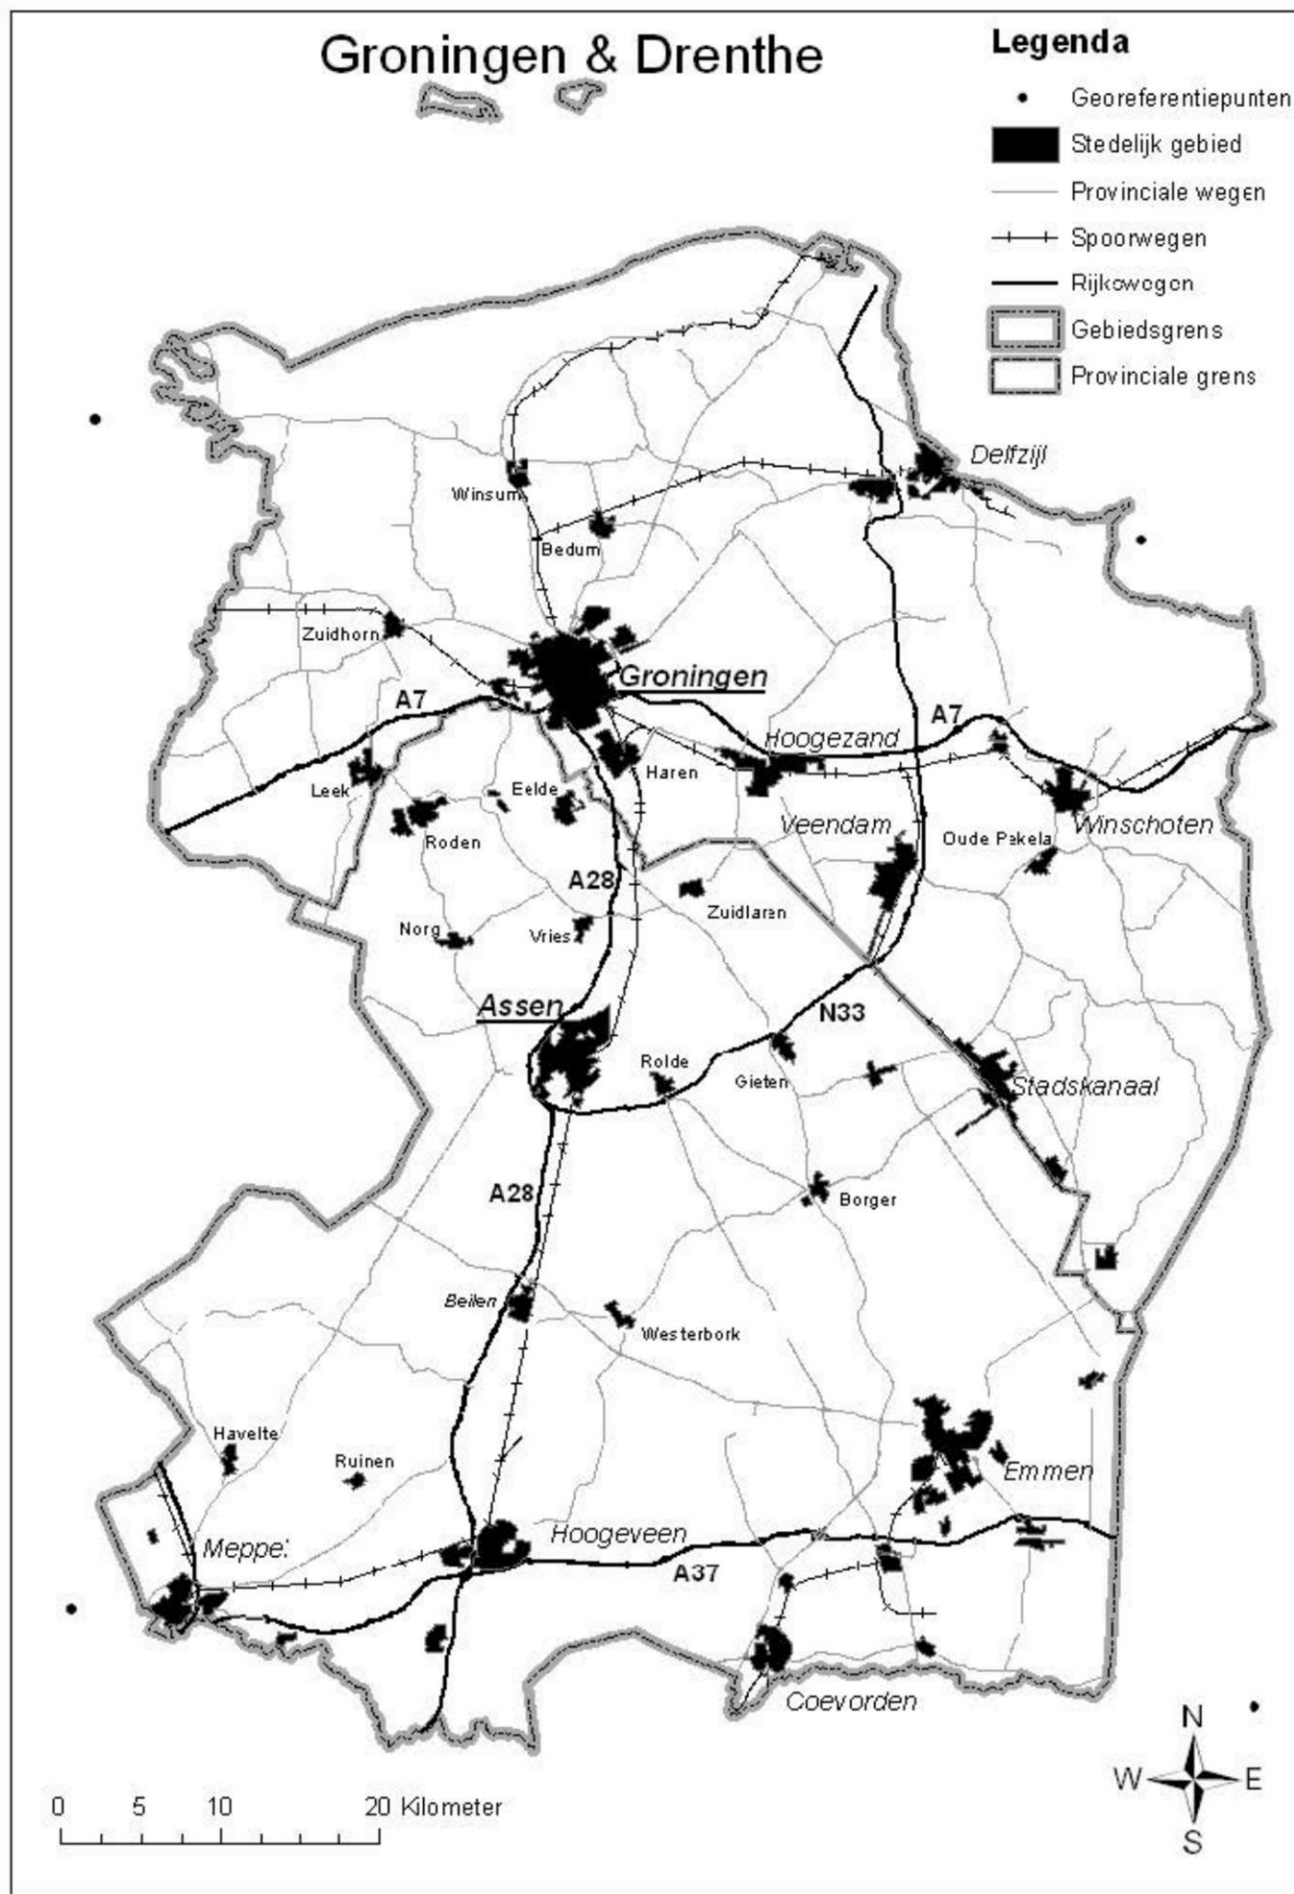 Groningen & Drenthe
Legenda
Georeferentiepunten
Stedelijk gebied
Provinciale wegen
Spoorwegen
Rijkswegen
Gebiedsgrens
Provinciale grens
Delfzijl
Winsum
Bedum
Zuidhorn
Groningen
A7
A7
Hoogezand
Haren
Leek
Eelde
Roden
Veendam
Oude Pekela
Winschoten
A28
Zuidlaren
Norg
Vries
Assen
N33
Rolde
Gieten
Stadskanaal
A28
Borger
Beilen
Westerbork
Havelte
Ruinen
Emmen
Meppel
Hoogeveen
A37
Coevorden
N
W E
S
0 5 10 20 Kilometer